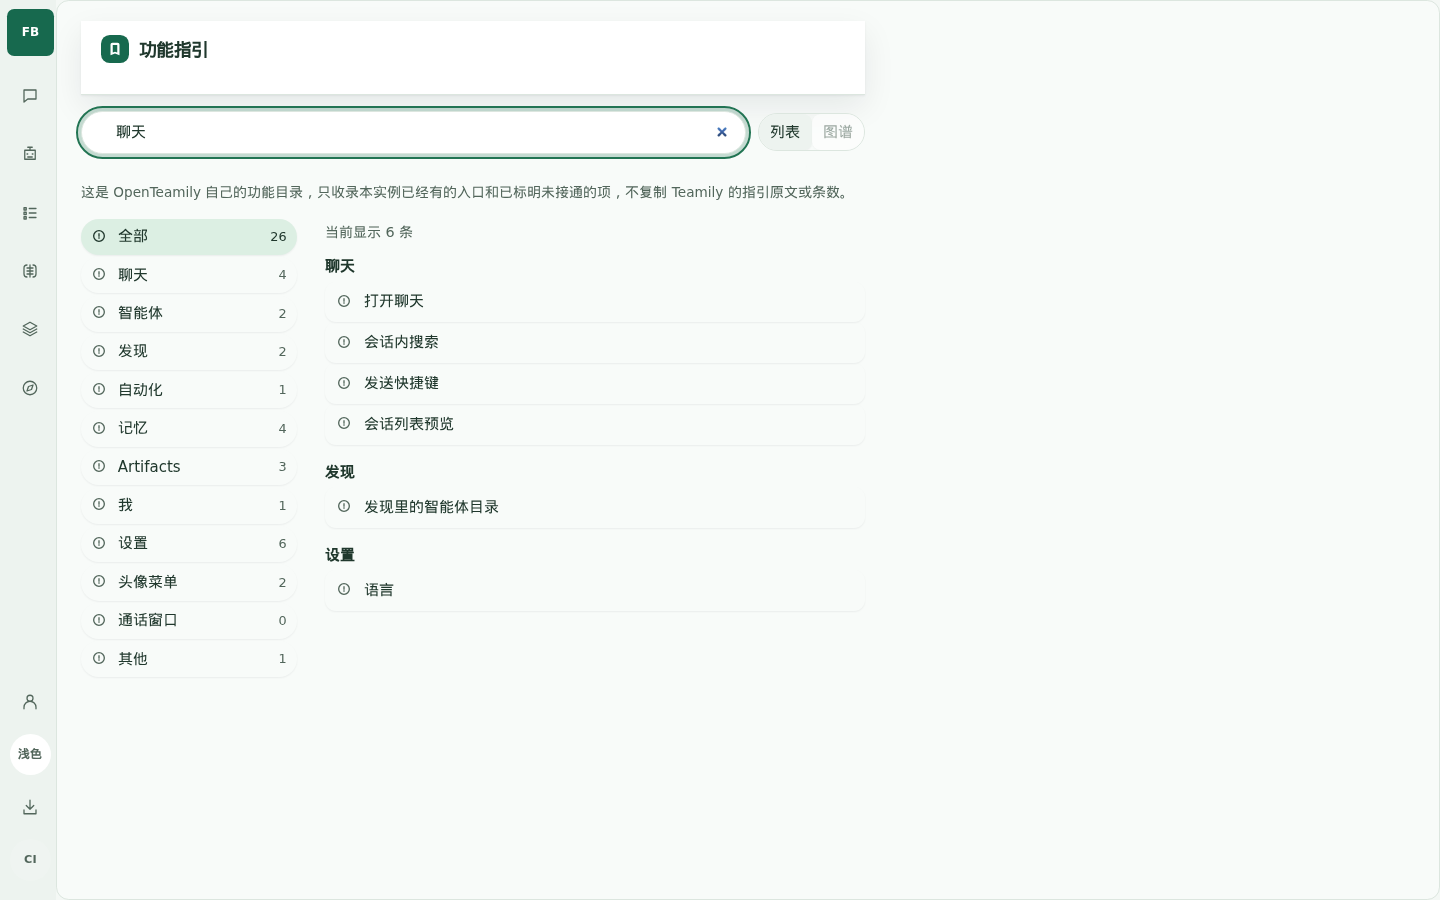 FB
功能指引
聊天
列表 图谱
这是 OpenTeamily 自己的功能目录，只收录本实例已经有的入口和已标明未接通的项，不复制 Teamily 的指引原文或条数。
全部 26
聊天 4
智能体 2
发现 2
自动化 1
记忆 4
Artifacts 3
我 1
设置 6
头像菜单 2
通话窗口 0
其他 1
当前显示 6 条
聊天
打开聊天
会话内搜索
发送快捷键
会话列表预览
发现
发现里的智能体目录
设置
语言
浅色
CI